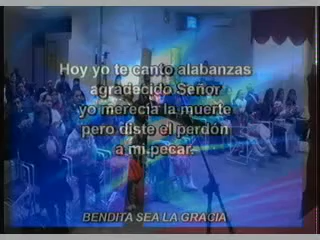 Hoy yo te canto alabanzas
agradecido Señor
yo merecía la muerte
pero diste el perdón
a mi pecar.
BENDITA SEA LA GRACIA